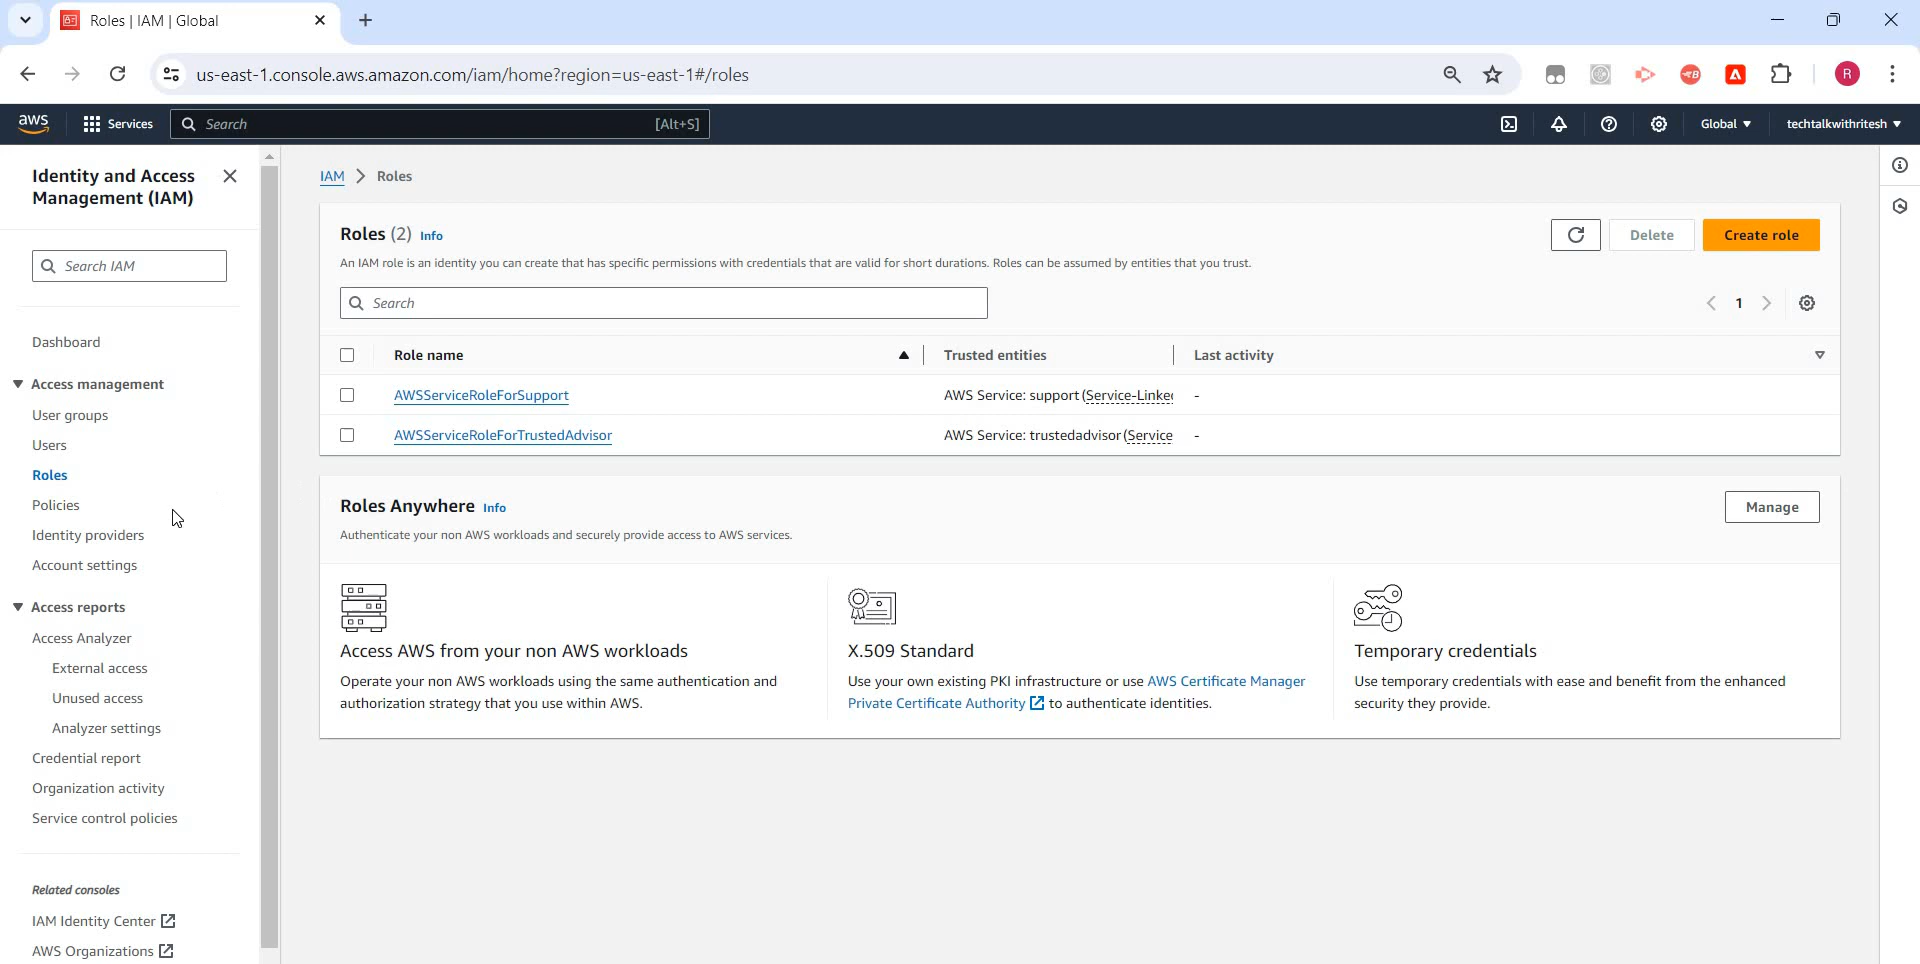 Roles | IAM | Global
us-east-1.console.aws.amazon.com/iam/home?region=us-east-1#/roles
R
aws
Services
Search
[Alt+S]
Global
techtalkwithritesh
Identity and Access
Management (IAM)
Search IAM
Dashboard
Access management
User groups
Users
Roles
Policies
Identity providers
Account settings
Access reports
Access Analyzer
External access
Unused access
Analyzer settings
Credential report
Organization activity
Service control policies
Related consoles
IAM Identity Center
AWS Organizations
IAM > Roles
Roles (2) Info
Delete
Create role
An IAM role is an identity you can create that has specific permissions with credentials that are valid for short durations. Roles can be assumed by entities that you trust.
Search
1
Role name
Trusted entities
Last activity
AWSServiceRoleForSupport
AWS Service: support (Service-Linke
-
AWSServiceRoleForTrustedAdvisor
AWS Service: trustedadvisor (Service
-
Roles Anywhere Info
Manage
Authenticate your non AWS workloads and securely provide access to AWS services.
Access AWS from your non AWS workloads
Operate your non AWS workloads using the same authentication and
authorization strategy that you use within AWS.
X.509 Standard
Use your own existing PKI infrastructure or use AWS Certificate Manager
Private Certificate Authority to authenticate identities.
Temporary credentials
Use temporary credentials with ease and benefit from the enhanced
security they provide.